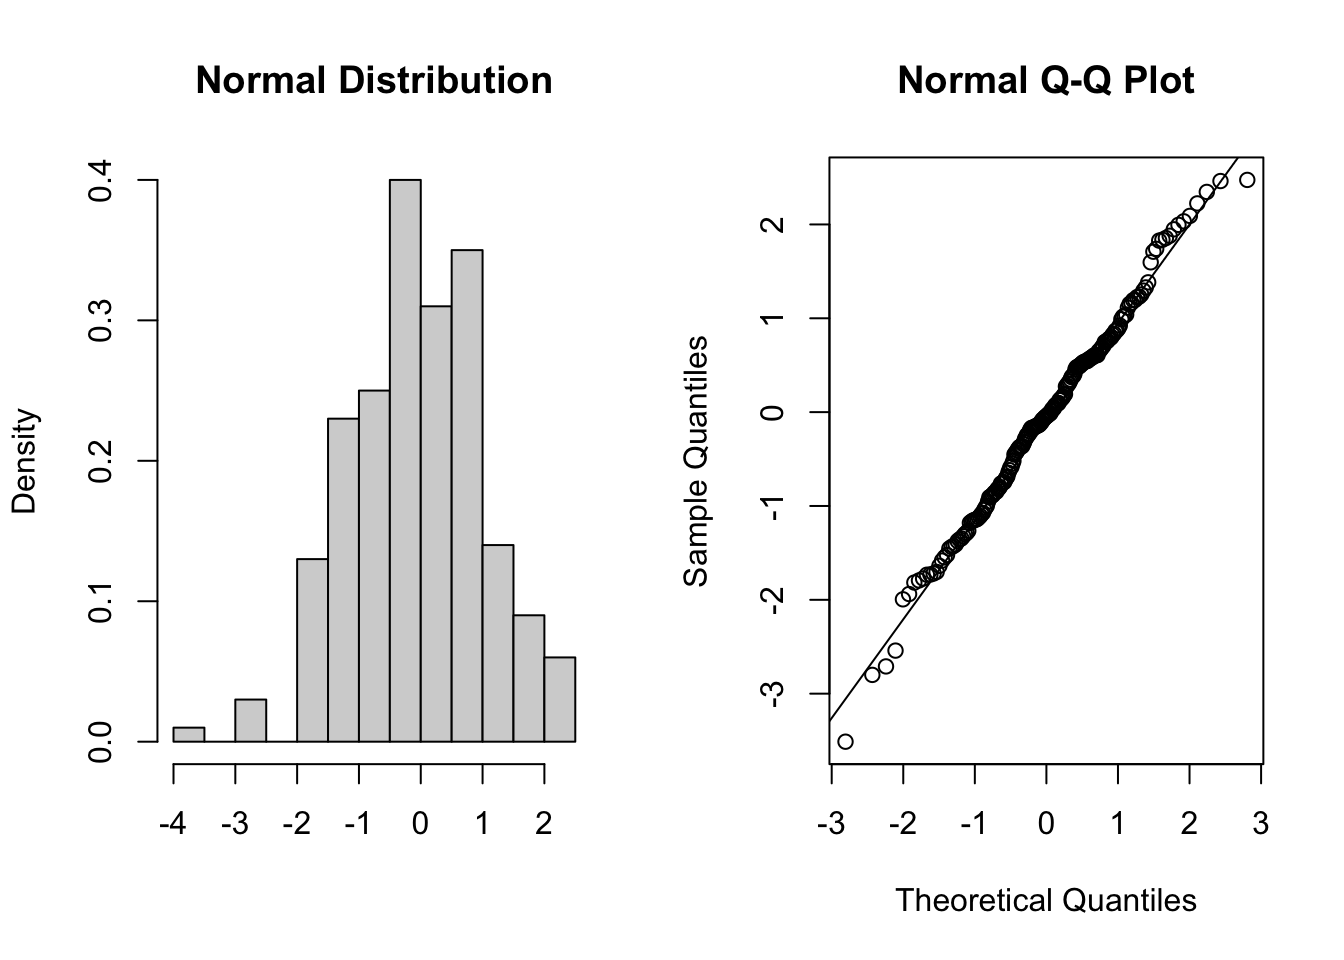 Normal Distribution
Density
0.0 0.1 0.2 0.3 0.4
-4 -3 -2 -1 0 1 2
Normal Q-Q Plot
Sample Quantiles
-3 -2 -1 0 1 2
-3 -2 -1 0 1 2 3
Theoretical Quantiles